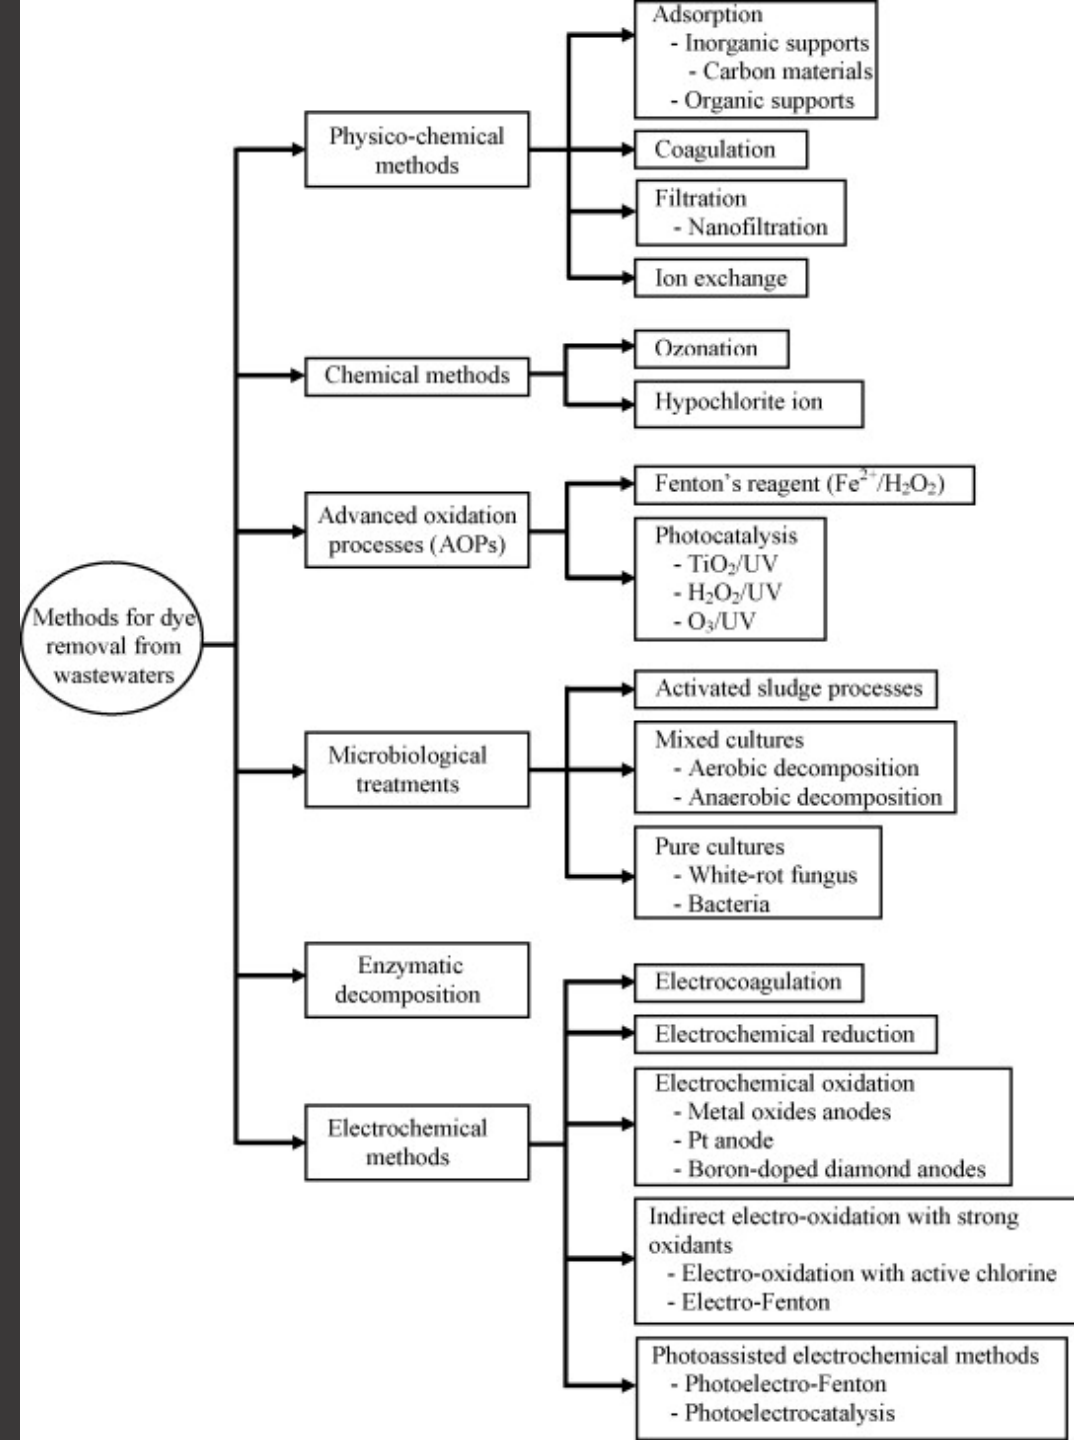 Adsorption
- Inorganic supports
- Carbon materials
- Organic supports
Physico-chemical
methods
Coagulation
Filtration
- Nanofiltration
Ion exchange
Chemical methods
Ozonation
Hypochlorite ion
Advanced oxidation
processes (AOPs)
Fenton's reagent (Fe²⁺/H₂O₂)
Photocatalysis
- TiO₂/UV
- H₂O₂/UV
- O₃/UV
Methods for dye
removal from
wastewaters
Microbiological
treatments
Activated sludge processes
Mixed cultures
- Aerobic decomposition
- Anaerobic decomposition
Pure cultures
- White-rot fungus
- Bacteria
Enzymatic
decomposition
Electrochemical
methods
Electrocoagulation
Electrochemical reduction
Electrochemical oxidation
- Metal oxides anodes
- Pt anode
- Boron-doped diamond anodes
Indirect electro-oxidation with strong
oxidants
- Electro-oxidation with active chlorine
- Electro-Fenton
Photoassisted electrochemical methods
- Photoelectro-Fenton
- Photoelectrocatalysis